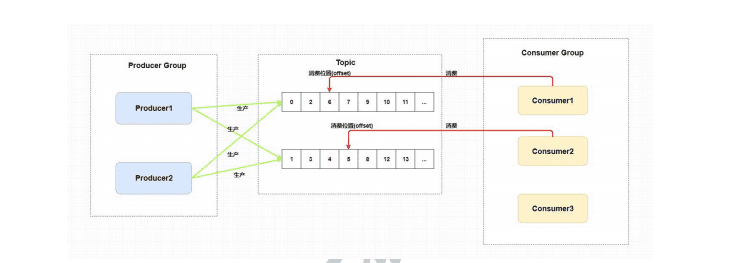 Producer Group
Topic
Consumer Group
消费位置(offset)
消费
Producer1
生产
0 2 6 7 9 10 11 ...
Consumer1
生产
消费位置(offset)
消费
Consumer2
生产
1 3 4 5 8 12 13 ...
Producer2
生产
Consumer3